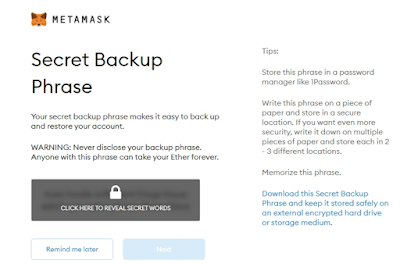 METAMASK
Secret Backup
Phrase
Your secret backup phrase makes it easy to back up
and restore your account.
WARNING: Never disclose your backup phrase.
Anyone with this phrase can take your Ether forever.
CLICK HERE TO REVEAL SECRET WORDS
Remind me later
Next
Tips:
Store this phrase in a password
manager like 1Password.
Write this phrase on a piece of
paper and store in a secure
location. If you want even more
security, write it down on multiple
pieces of paper and store each in 2
- 3 different locations.
Memorize this phrase.
Download this Secret Backup
Phrase and keep it stored safely on
an external encrypted hard drive
or storage medium.